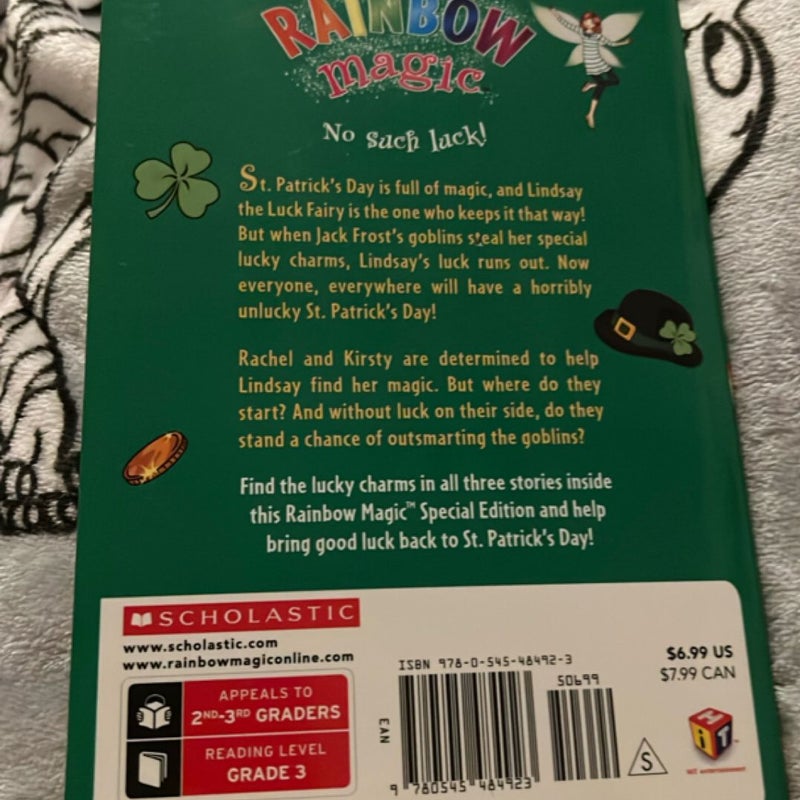 RAINBOW
magic
No such luck!
St. Patrick's Day is full of magic, and Lindsay
the Luck Fairy is the one who keeps it that way!
But when Jack Frost's goblins steal her special
lucky charms, Lindsay's luck runs out. Now
everyone, everywhere will have a horribly
unlucky St. Patrick's Day!
Rachel and Kirsty are determined to help
Lindsay find her magic. But where do they
start? And without luck on their side, do they
stand a chance of outsmarting the goblins?
Find the lucky charms in all three stories inside
this Rainbow Magic™ Special Edition and help
bring good luck back to St. Patrick's Day!
SCHOLASTIC
www.scholastic.com
www.rainbowmagiconline.com
APPEALS TO
2ND-3RD GRADERS
READING LEVEL
GRADE 3
ISBN 978-0-545-48492-3
50699
EAN
9 780545 484923
S
$6.99 US
$7.99 CAN
HiT
HIT entertainment